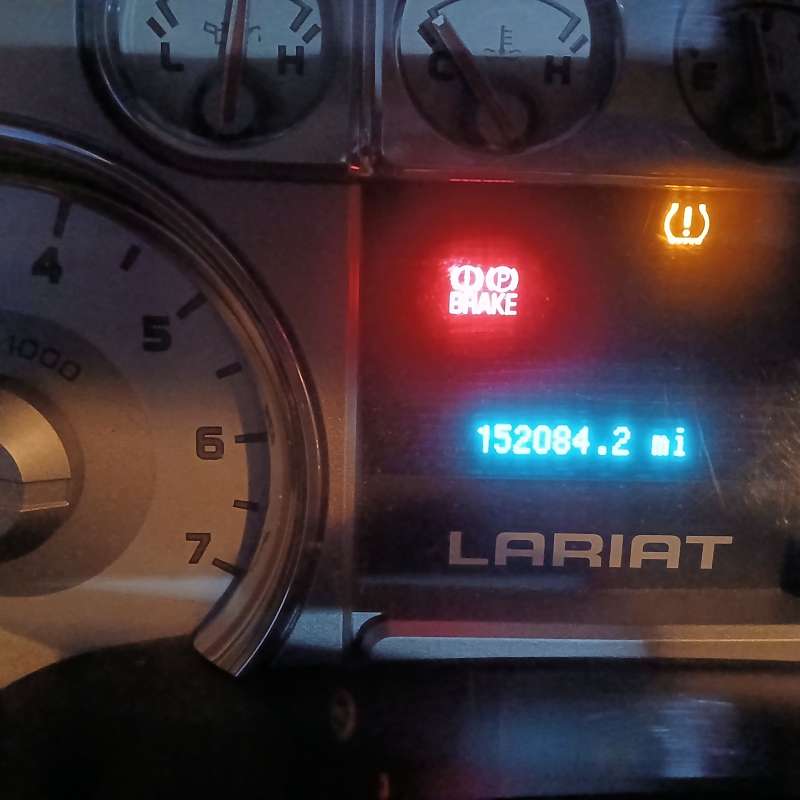 L H
C H
E
4
5
1000
P
BRAKE
152084.2 mi
6
LARIAT
7